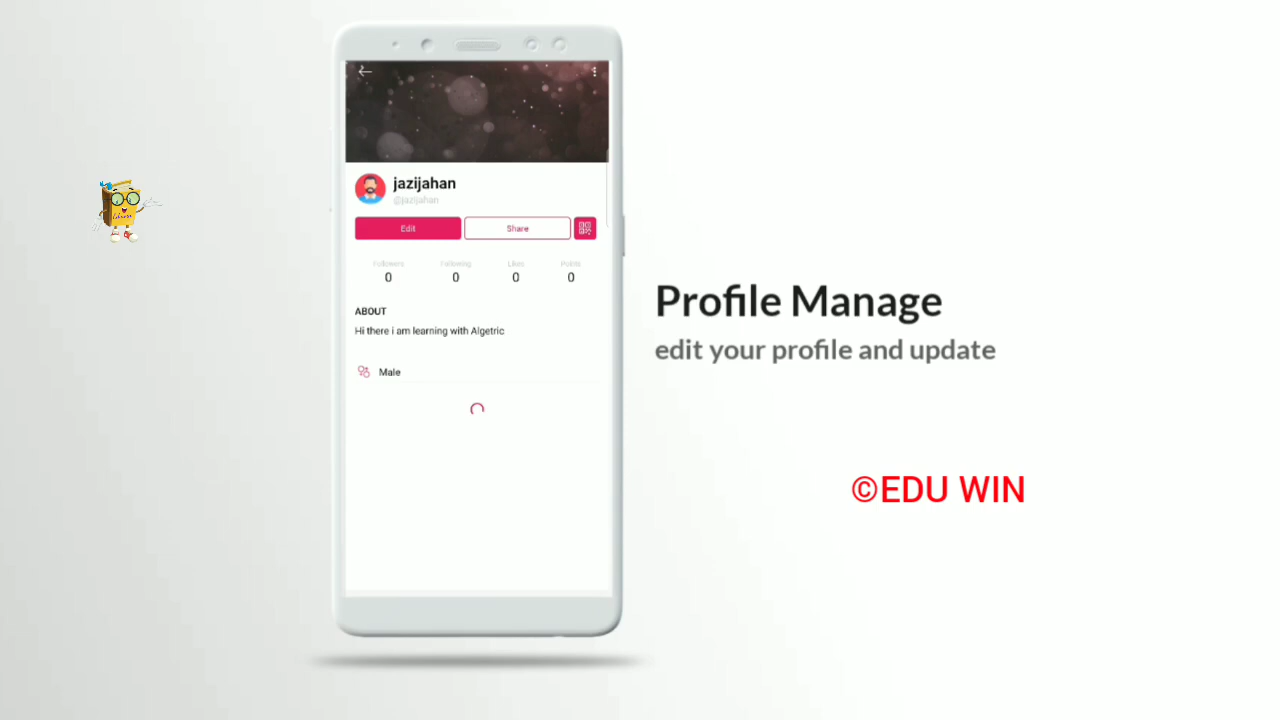 jazijahan
@jazijahan
Edit
Share
Followers
Following
Likes
Points
0
0
0
0
ABOUT
Hi there i am learning with Algetric
Male
Profile Manage
edit your profile and update
©EDU WIN